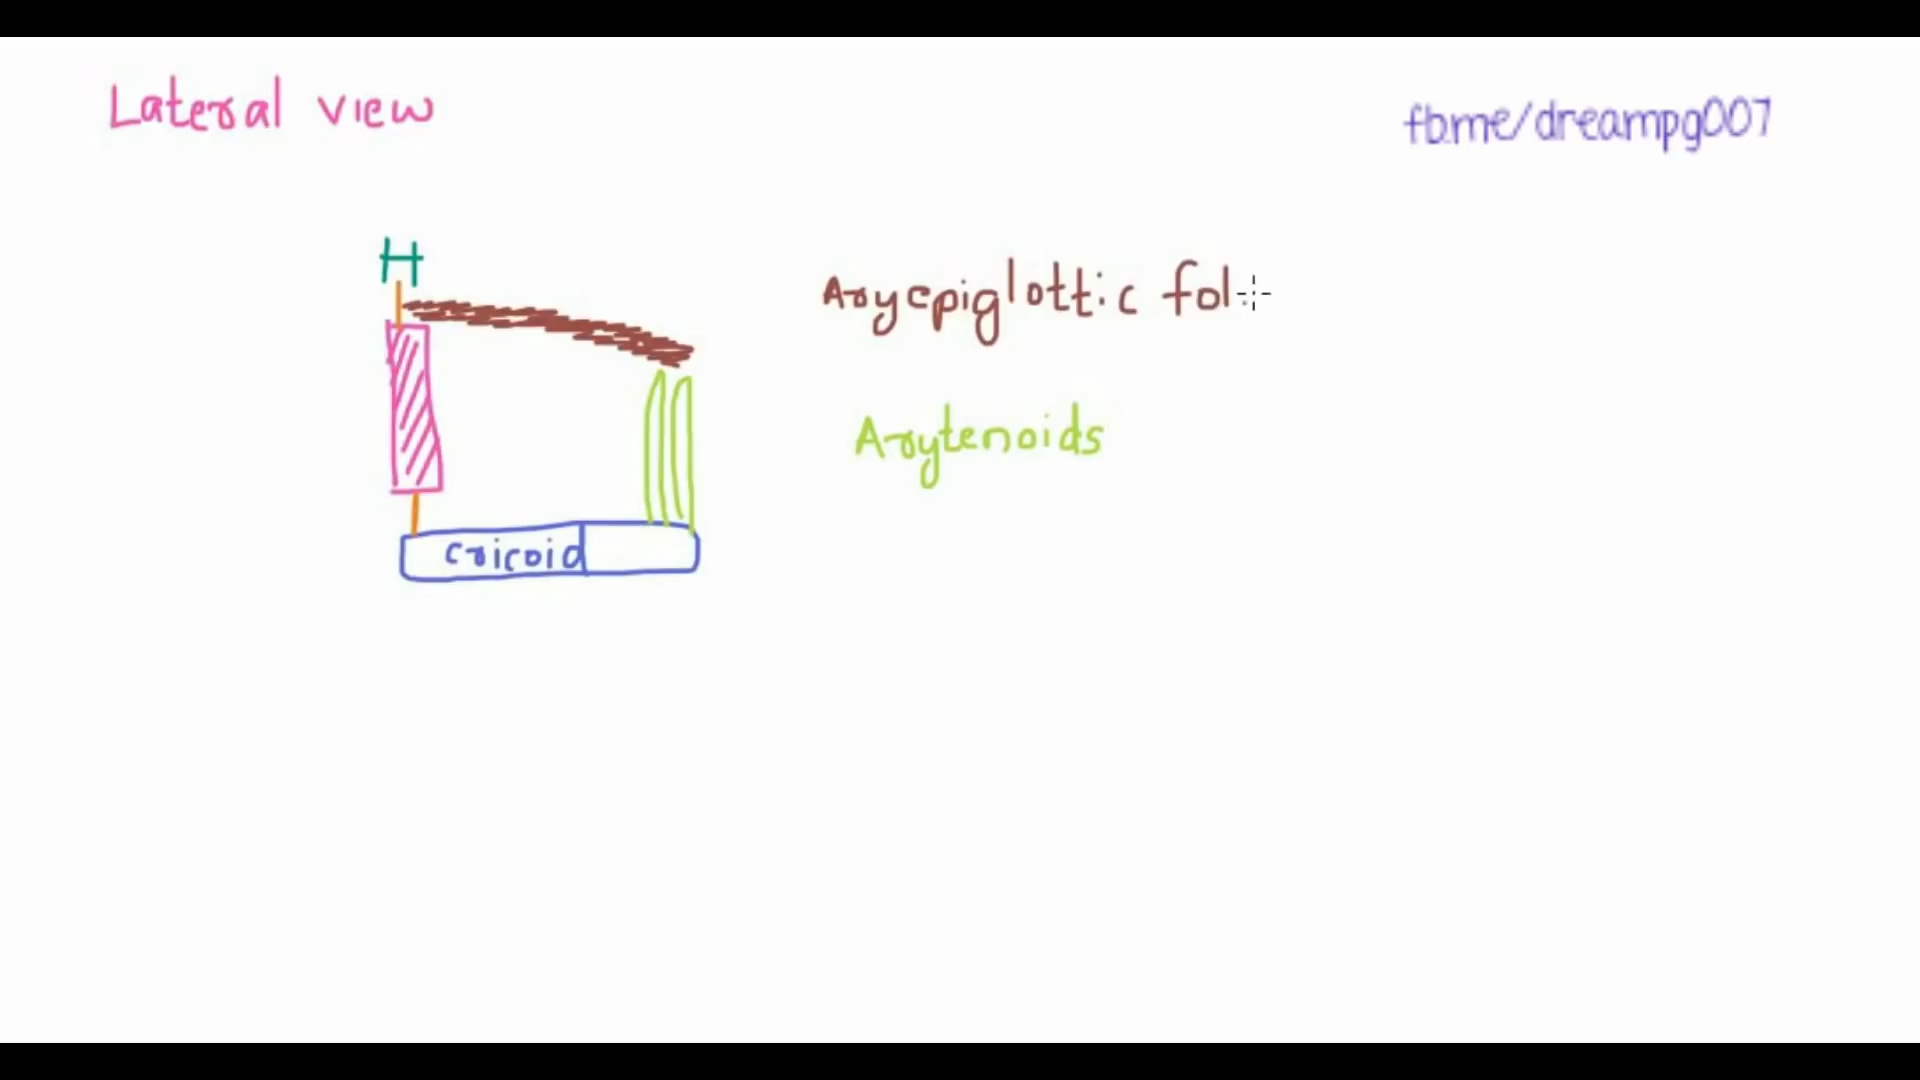 Lateral view
fb.me/dreampg007
H
Aryepiglottic fol
Arytenoids
cricoid